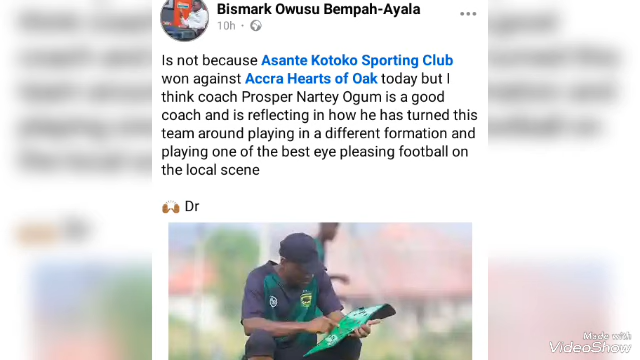 Bismark Owusu Bempah-Ayala
10h ·
Is not because Asante Kotoko Sporting Club
won against Accra Hearts of Oak today but I
think coach Prosper Nartey Ogum is a good
coach and is reflecting in how he has turned this
team around playing in a different formation and
playing one of the best eye pleasing football on
the local scene
🙌🏾 Dr
Made with
VideoShow